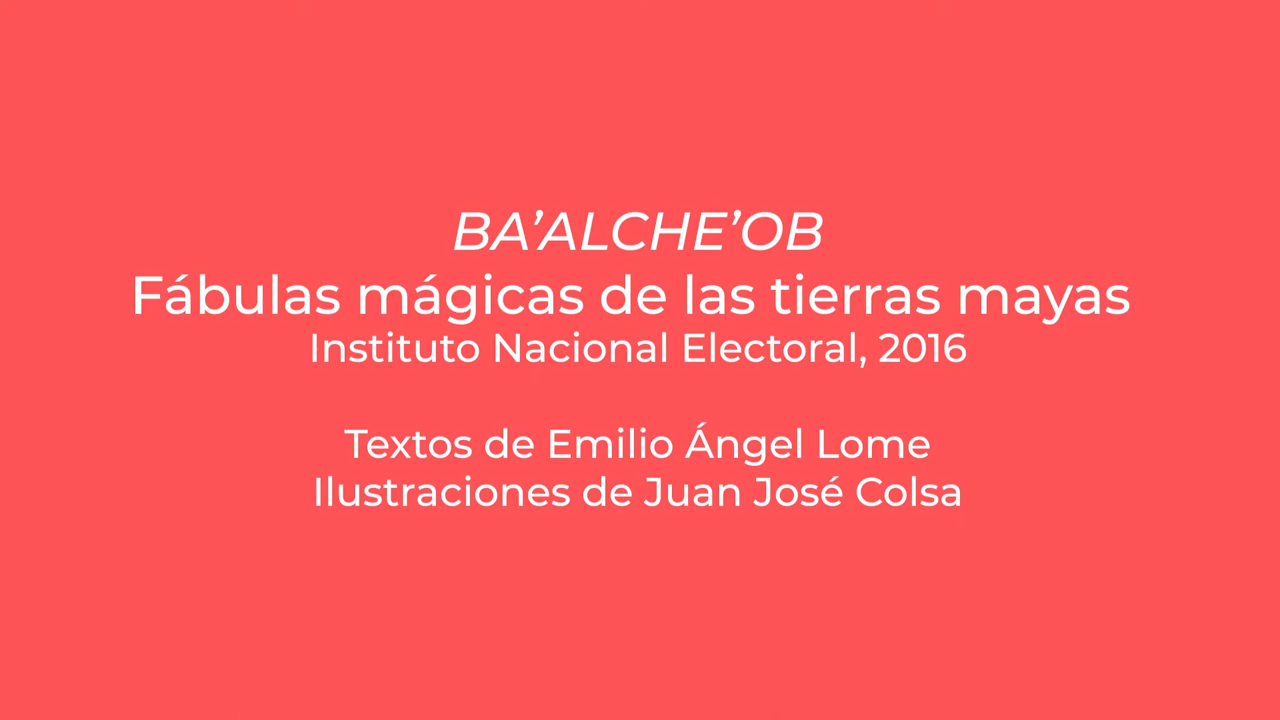 BA’ALCHE’OB
Fábulas mágicas de las tierras mayas
Instituto Nacional Electoral, 2016
Textos de Emilio Ángel Lome
Ilustraciones de Juan José Colsa